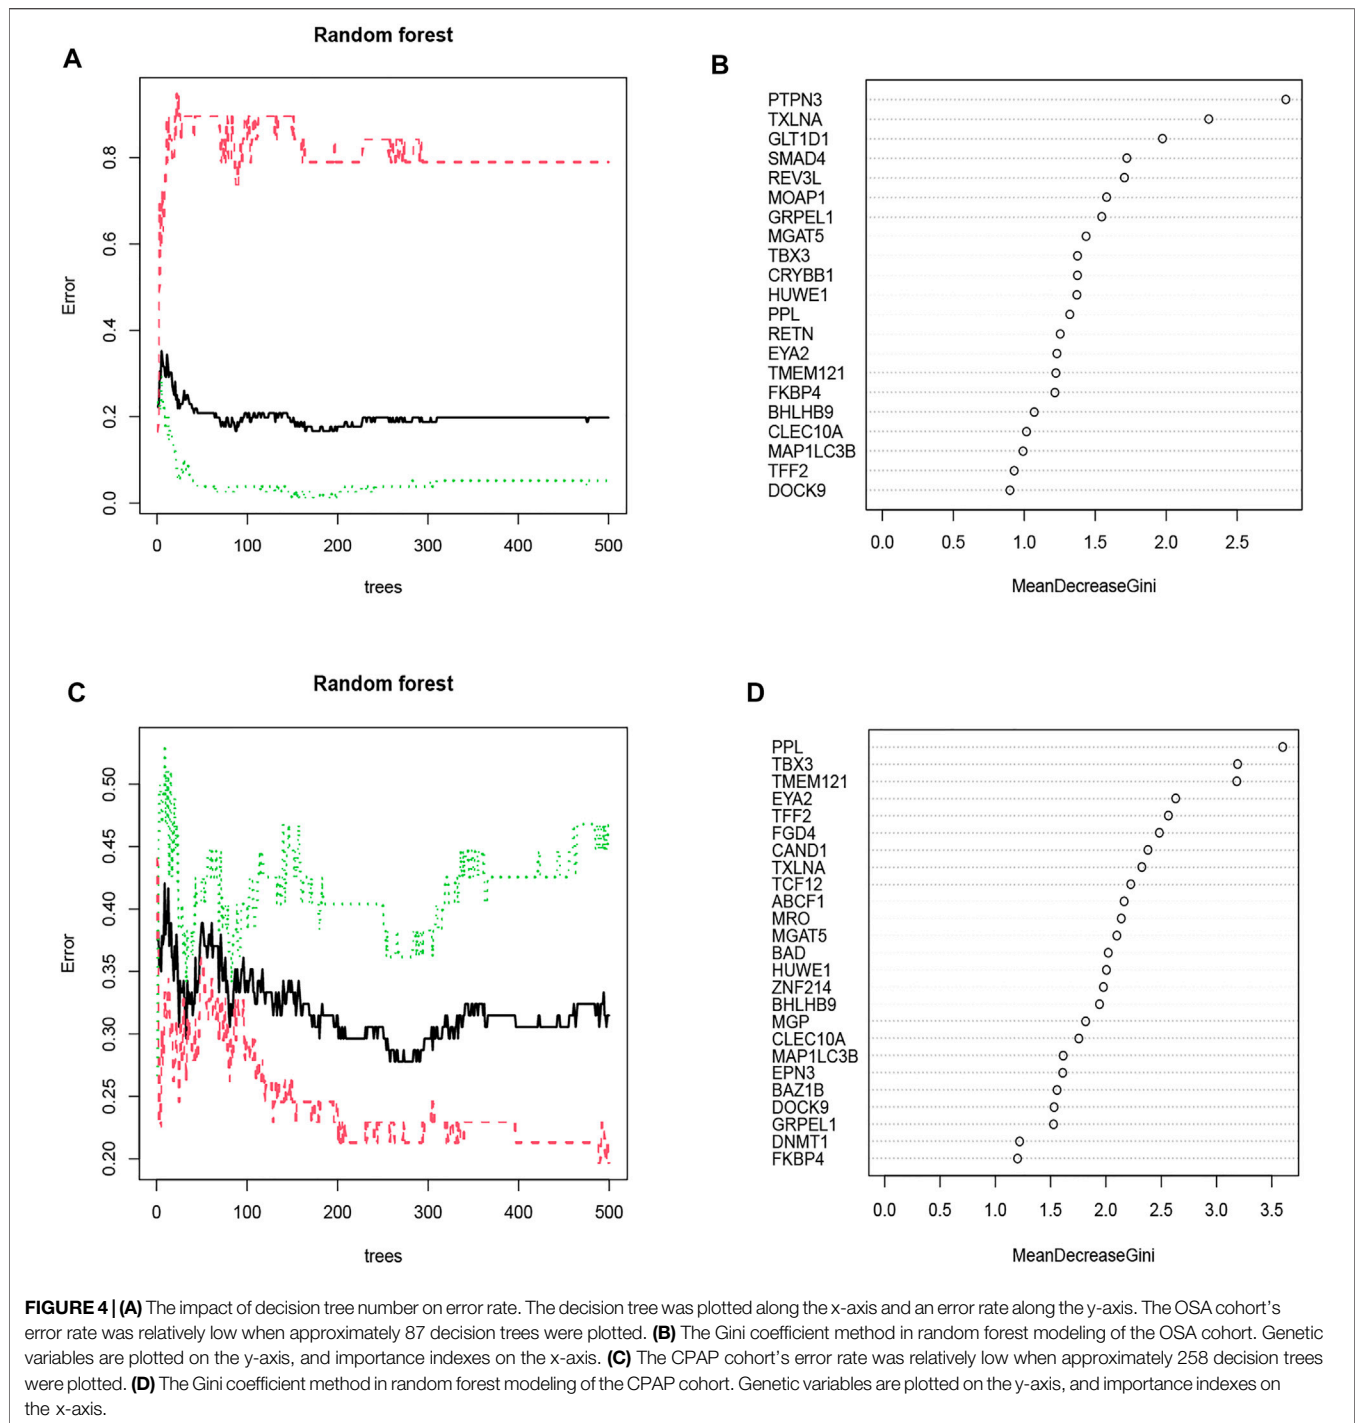 Random forest
A
0.0
0.2
0.4
0.6
0.8
Error
0
100
200
300
400
500
trees
B
PTPN3
TXLNA
GLT1D1
SMAD4
REV3L
MOAP1
GRPEL1
MGAT5
TBX3
CRYBB1
HUWE1
PPL
RETN
EYA2
TMEM121
FKBP4
BHLHB9
CLEC10A
MAP1LC3B
TFF2
DOCK9
0.0
0.5
1.0
1.5
2.0
2.5
MeanDecreaseGini
C
Random forest
0.20
0.25
0.30
0.35
0.40
0.45
0.50
Error
0
100
200
300
400
500
trees
D
PPL
TBX3
TMEM121
EYA2
TFF2
FGD4
CAND1
TXLNA
TCF12
ABCF1
MRO
MGAT5
BAD
HUWE1
ZNF214
BHLHB9
MGP
CLEC10A
MAP1LC3B
EPN3
BAZ1B
DOCK9
GRPEL1
DNMT1
FKBP4
0.0
0.5
1.0
1.5
2.0
2.5
3.0
3.5
MeanDecreaseGini
FIGURE 4 | (A) The impact of decision tree number on error rate. The decision tree was plotted along the x-axis and an error rate along the y-axis. The OSA cohort's
error rate was relatively low when approximately 87 decision trees were plotted. (B) The Gini coefficient method in random forest modeling of the OSA cohort. Genetic
variables are plotted on the y-axis, and importance indexes on the x-axis. (C) The CPAP cohort's error rate was relatively low when approximately 258 decision trees
were plotted. (D) The Gini coefficient method in random forest modeling of the CPAP cohort. Genetic variables are plotted on the y-axis, and importance indexes on
the x-axis.